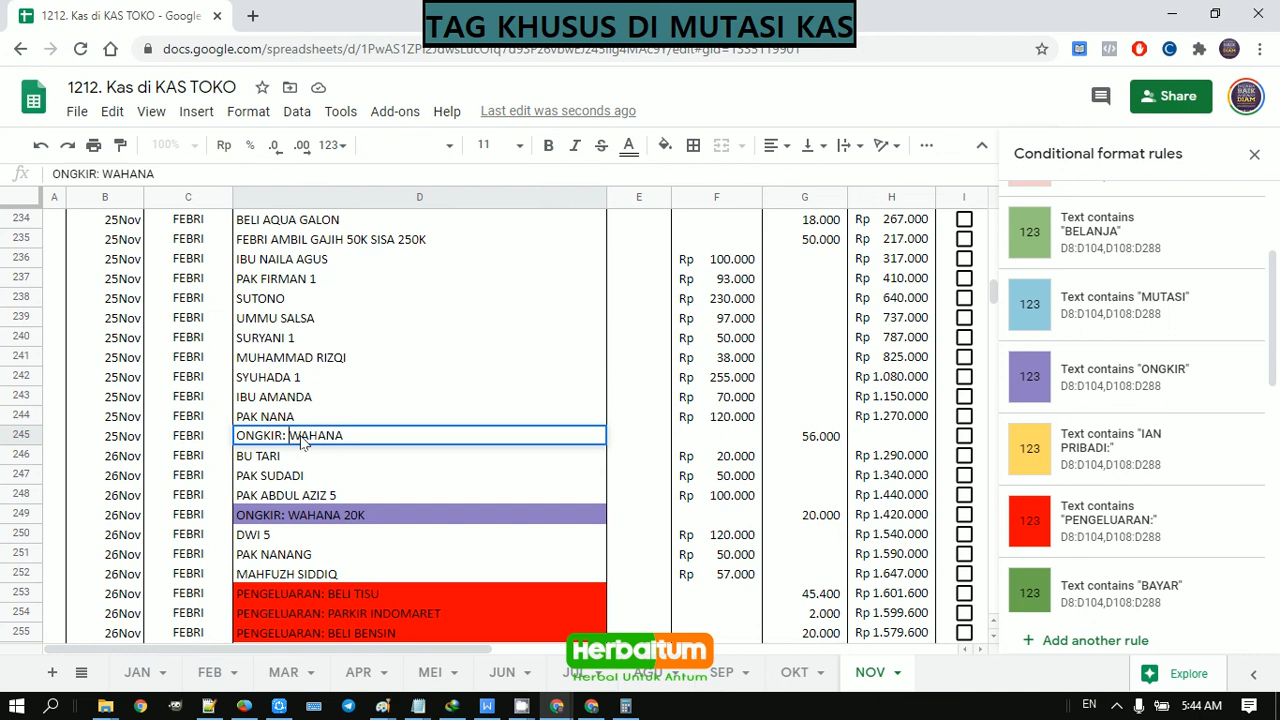 1212. Kas di KAS TOKO - Google
TAG KHUSUS DI MUTASI KAS
1212. Kas di KAS TOKO
File Edit View Insert Format Data Tools Add-ons Help Last edit was seconds ago
Share
100% Rp % .0 .00 123 11
Conditional format rules
fx ONGKIR: WAHANA
A B C D E F G H I
234 25Nov FEBRI BELI AQUA GALON 18.000 Rp 267.000
235 25Nov FEBRI FEBRI AMBIL GAJIH 50K SISA 250K 50.000 Rp 217.000
236 25Nov FEBRI IBU NAILA AGUS Rp 100.000 Rp 317.000
237 25Nov FEBRI PAK FIRMAN 1 Rp 93.000 Rp 410.000
238 25Nov FEBRI SUTONO Rp 230.000 Rp 640.000
239 25Nov FEBRI UMMU SALSA Rp 97.000 Rp 737.000
240 25Nov FEBRI SURYANI 1 Rp 50.000 Rp 787.000
241 25Nov FEBRI MUHAMMAD RIZQI Rp 38.000 Rp 825.000
242 25Nov FEBRI SYUHADA 1 Rp 255.000 Rp 1.080.000
243 25Nov FEBRI IBU AMANDA Rp 70.000 Rp 1.150.000
244 25Nov FEBRI PAK NANA Rp 120.000 Rp 1.270.000
245 25Nov FEBRI ONGKIR: WAHANA 56.000
246 26Nov FEBRI BU TARI Rp 20.000 Rp 1.290.000
247 26Nov FEBRI PAK SUDADI Rp 50.000 Rp 1.340.000
248 26Nov FEBRI PAK ABDUL AZIZ 5 Rp 100.000 Rp 1.440.000
249 26Nov FEBRI ONGKIR: WAHANA 20K 20.000 Rp 1.420.000
250 26Nov FEBRI DWI 5 Rp 120.000 Rp 1.540.000
251 26Nov FEBRI PAK NANANG Rp 50.000 Rp 1.590.000
252 26Nov FEBRI MAHFUZH SIDDIQ Rp 57.000 Rp 1.647.000
253 26Nov FEBRI PENGELUARAN: BELI TISU 45.400 Rp 1.601.600
254 26Nov FEBRI PENGELUARAN: PARKIR INDOMARET 2.000 Rp 1.599.600
255 26Nov FEBRI PENGELUARAN: BELI BENSIN 20.000 Rp 1.579.600
123 Text contains
"BELANJA"
D8:D104,D108:D288
123 Text contains "MUTASI"
D8:D104,D108:D288
123 Text contains "ONGKIR"
D8:D104,D108:D288
123 Text contains "IAN
PRIBADI:"
D8:D104,D108:D288
123 Text contains
"PENGELUARAN:"
D8:D104,D108:D288
123 Text contains "BAYAR"
D8:D104,D108:D288
Add another rule
Herbaitum
Herbal Untuk Antum
JAN FEB MAR APR MEI JUN SEP OKT NOV
Explore
EN 5:44 AM